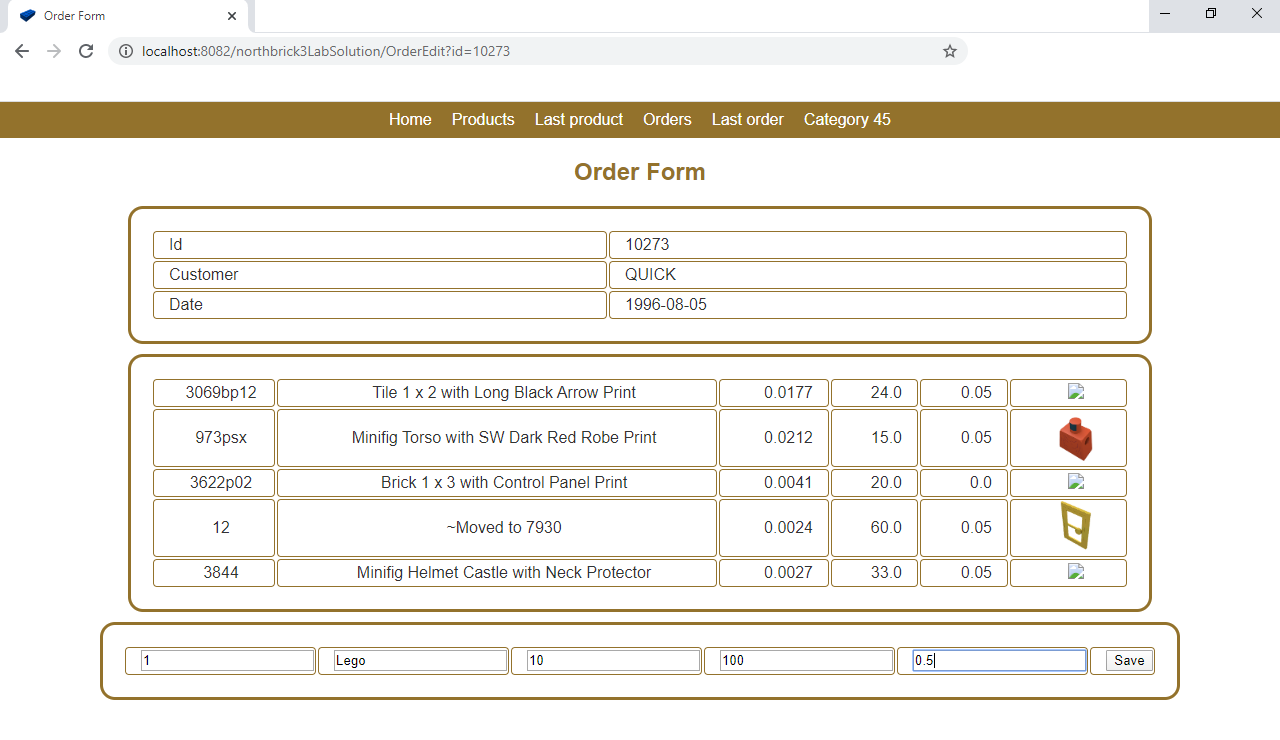 Order Form
localhost:8082/northbrick3LabSolution/OrderEdit?id=10273
Home Products Last product Orders Last order Category 45
Order Form
Id 10273
Customer QUICK
Date 1996-08-05
3069bp12 Tile 1 x 2 with Long Black Arrow Print 0.0177 24.0 0.05
973psx Minifig Torso with SW Dark Red Robe Print 0.0212 15.0 0.05
3622p02 Brick 1 x 3 with Control Panel Print 0.0041 20.0 0.0
12 ~Moved to 7930 0.0024 60.0 0.05
3844 Minifig Helmet Castle with Neck Protector 0.0027 33.0 0.05
1 Lego 10 100 0.5 Save